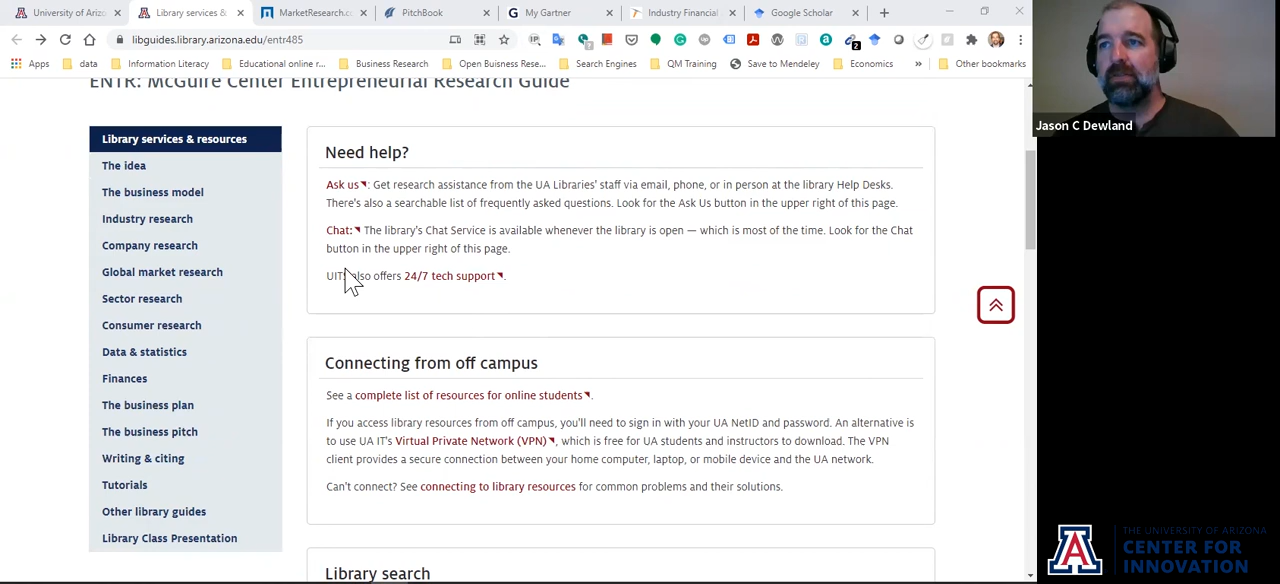 University of Arizona
Library services &
MarketResearch.co
PitchBook
My Gartner
Industry Financial
Google Scholar
libguides.library.arizona.edu/entr485
Apps
data
Information Literacy
Educational online r...
Business Research
Open Buisness Rese...
Search Engines
QM Training
Save to Mendeley
Economics
»
Other bookmarks
ENTR: McGuire Center Entrepreneurial Research Guide
Library services & resources
The idea
The business model
Industry research
Company research
Global market research
Sector research
Consumer research
Data & statistics
Finances
The business plan
The business pitch
Writing & citing
Tutorials
Other library guides
Library Class Presentation
Need help?
Ask us: Get research assistance from the UA Libraries' staff via email, phone, or in person at the library Help Desks.
There's also a searchable list of frequently asked questions. Look for the Ask Us button in the upper right of this page.
Chat: The library's Chat Service is available whenever the library is open — which is most of the time. Look for the Chat
button in the upper right of this page.
UITS also offers 24/7 tech support.
Connecting from off campus
See a complete list of resources for online students.
If you access library resources from off campus, you'll need to sign in with your UA NetID and password. An alternative is
to use UA IT's Virtual Private Network (VPN), which is free for UA students and instructors to download. The VPN
client provides a secure connection between your home computer, laptop, or mobile device and the UA network.
Can't connect? See connecting to library resources for common problems and their solutions.
Library search
Jason C Dewland
A
THE UNIVERSITY OF ARIZONA
CENTER FOR
INNOVATION